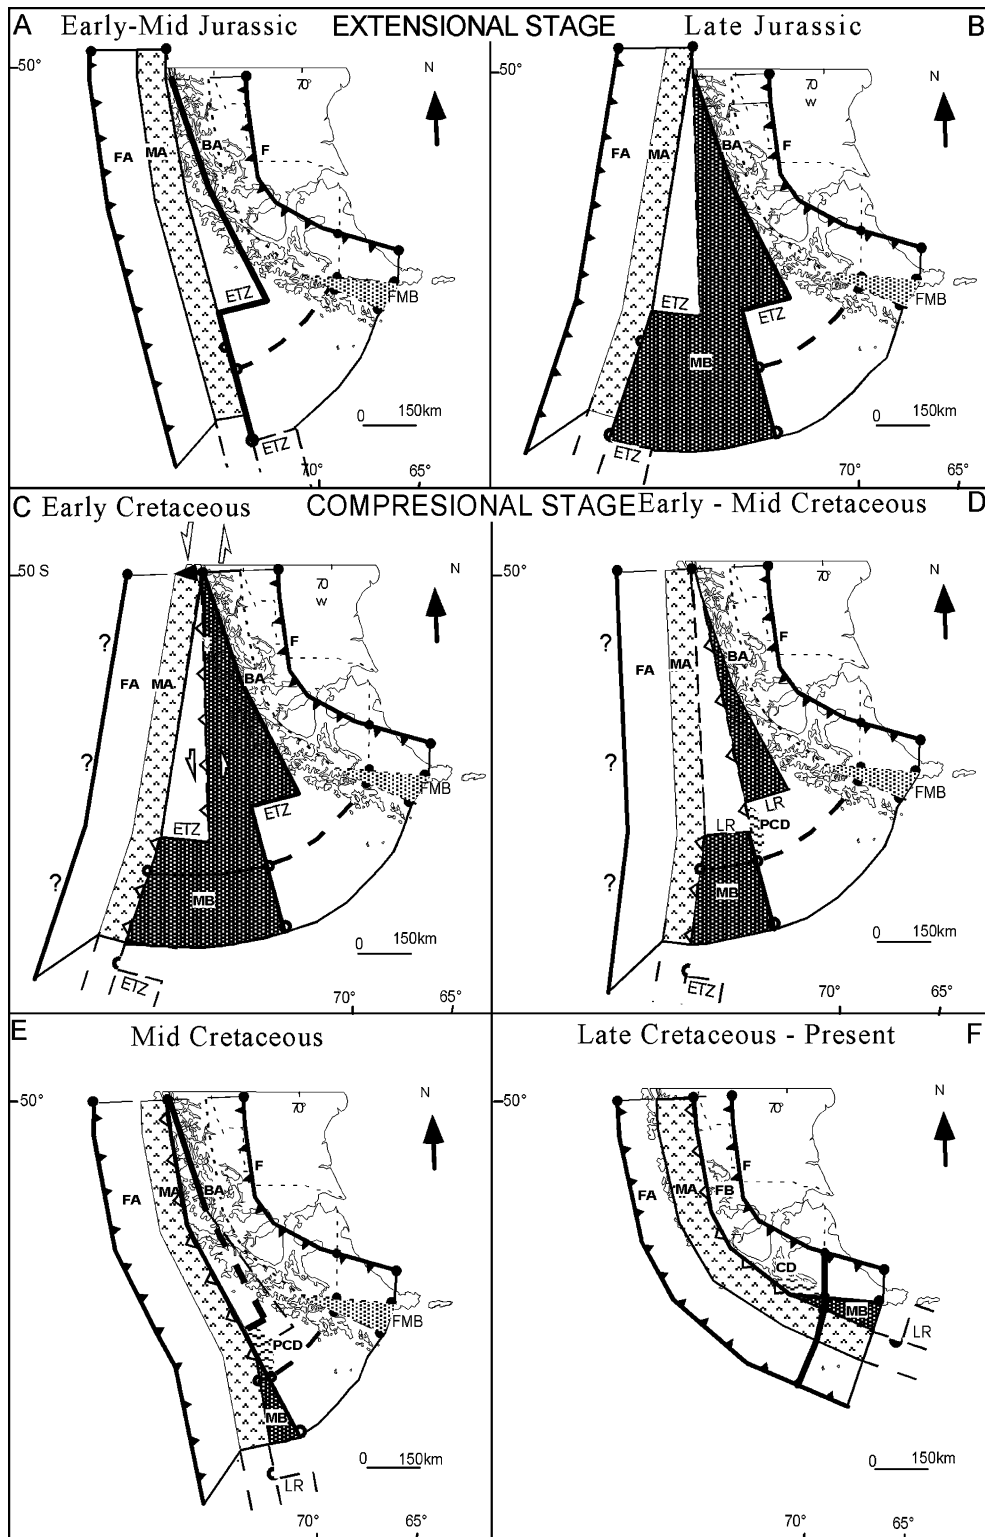 A Early-Mid Jurassic
EXTENSIONAL STAGE
Late Jurassic B
50°
70°
N
FA
MA
BA
F
ETZ
FMB
0 150km
ETZ
70°
65°
50°
70
W
N
FA
MA
BA
F
ETZ
ETZ
FMB
MB
0 150km
ETZ
70°
65°
C Early Cretaceous
COMPRESIONAL STAGE
Early - Mid Cretaceous D
50 S
70
W
N
?
F
FA
MA
BA
?
FMB
ETZ
ETZ
?
MB
0 150km
ETZ
70°
65°
50°
70°
N
?
F
FA
MA
BA
?
FMB
LR
LR
PCD
?
MB
0 150km
ETZ
70°
65°
E Mid Cretaceous
Late Cretaceous - Present F
50°
70°
N
F
FA
MA
BA
FMB
PCD
MB
0 150km
LR
70°
65°
50°
70°
N
F
FA
MA
FB
CD
MB
LR
0 150km
70°
65°